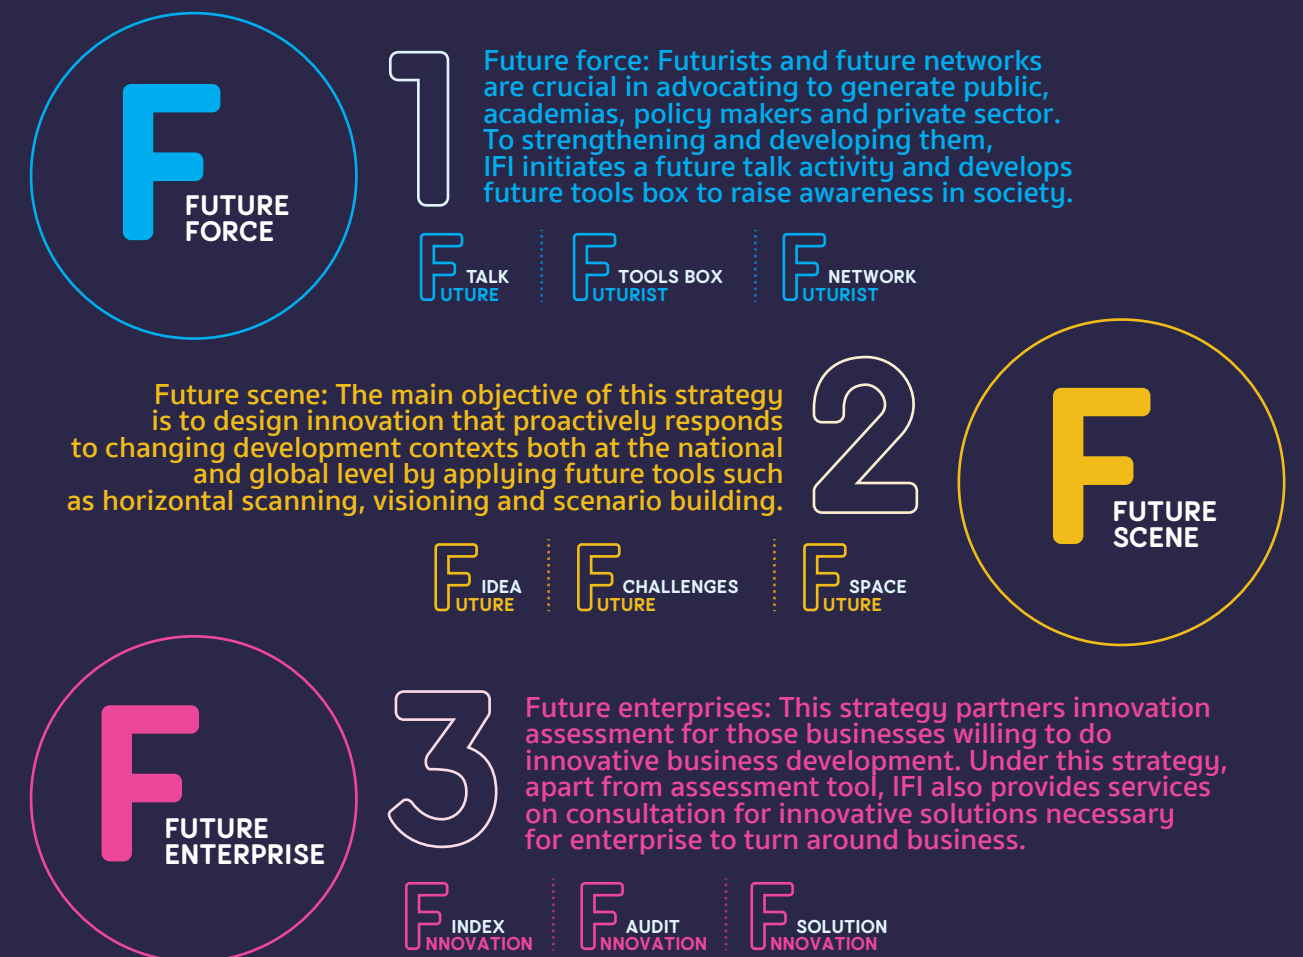 F
FUTURE
FORCE
1
Future force: Futurists and future networks
are crucial in advocating to generate public,
academias, policy makers and private sector.
To strengthening and developing them,
IFI initiates a future talk activity and develops
future tools box to raise awareness in society.
F TALK
UTURE
F TOOLS BOX
UTURIST
F NETWORK
UTURIST
Future scene: The main objective of this strategy
is to design innovation that proactively responds
to changing development contexts both at the national
and global level by applying future tools such
as horizontal scanning, visioning and scenario building.
2
F
FUTURE
SCENE
F IDEA
UTURE
F CHALLENGES
UTURE
F SPACE
UTURE
F
FUTURE
ENTERPRISE
3
Future enterprises: This strategy partners innovation
assessment for those businesses willing to do
innovative business development. Under this strategy,
apart from assessment tool, IFI also provides services
on consultation for innovative solutions necessary
for enterprise to turn around business.
F INDEX
NNOVATION
F AUDIT
NNOVATION
F SOLUTION
NNOVATION